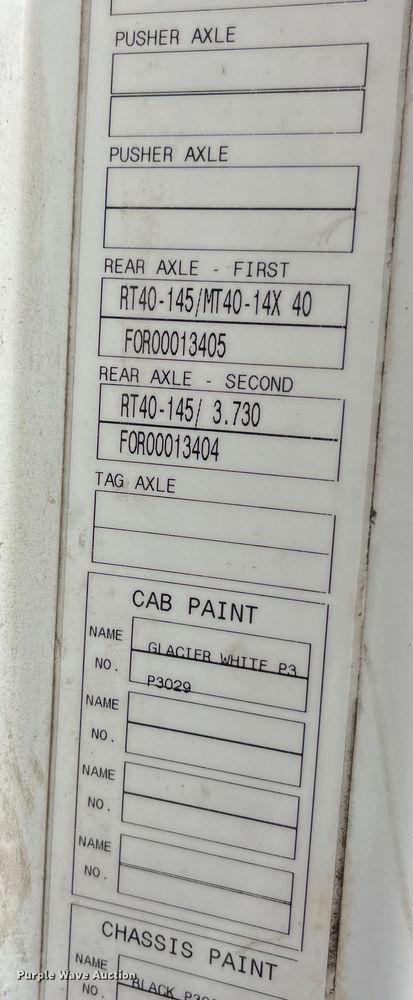 PUSHER AXLE
PUSHER AXLE
REAR AXLE - FIRST
RT40-145/MT40-14X 40
FOR00013405
REAR AXLE - SECOND
RT40-145/ 3.730
FOR00013404
TAG AXLE
CAB PAINT
NAME GLACIER WHITE P3
NO. P3029
NAME
NO.
NAME
NO.
NAME
NO.
CHASSIS PAINT
NAME BLACK
NO.
Purple Wave Auction